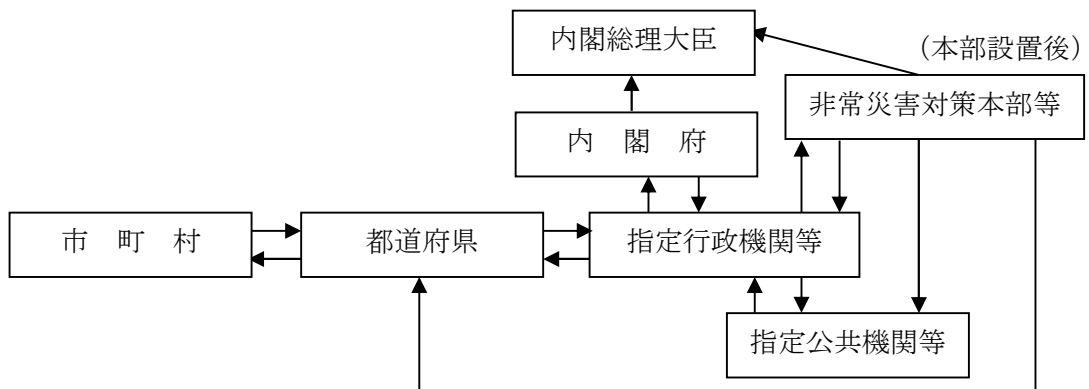 内閣総理大臣
（本部設置後）
非常災害対策本部等
内　閣　府
市　町　村
都道府県
指定行政機関等
指定公共機関等